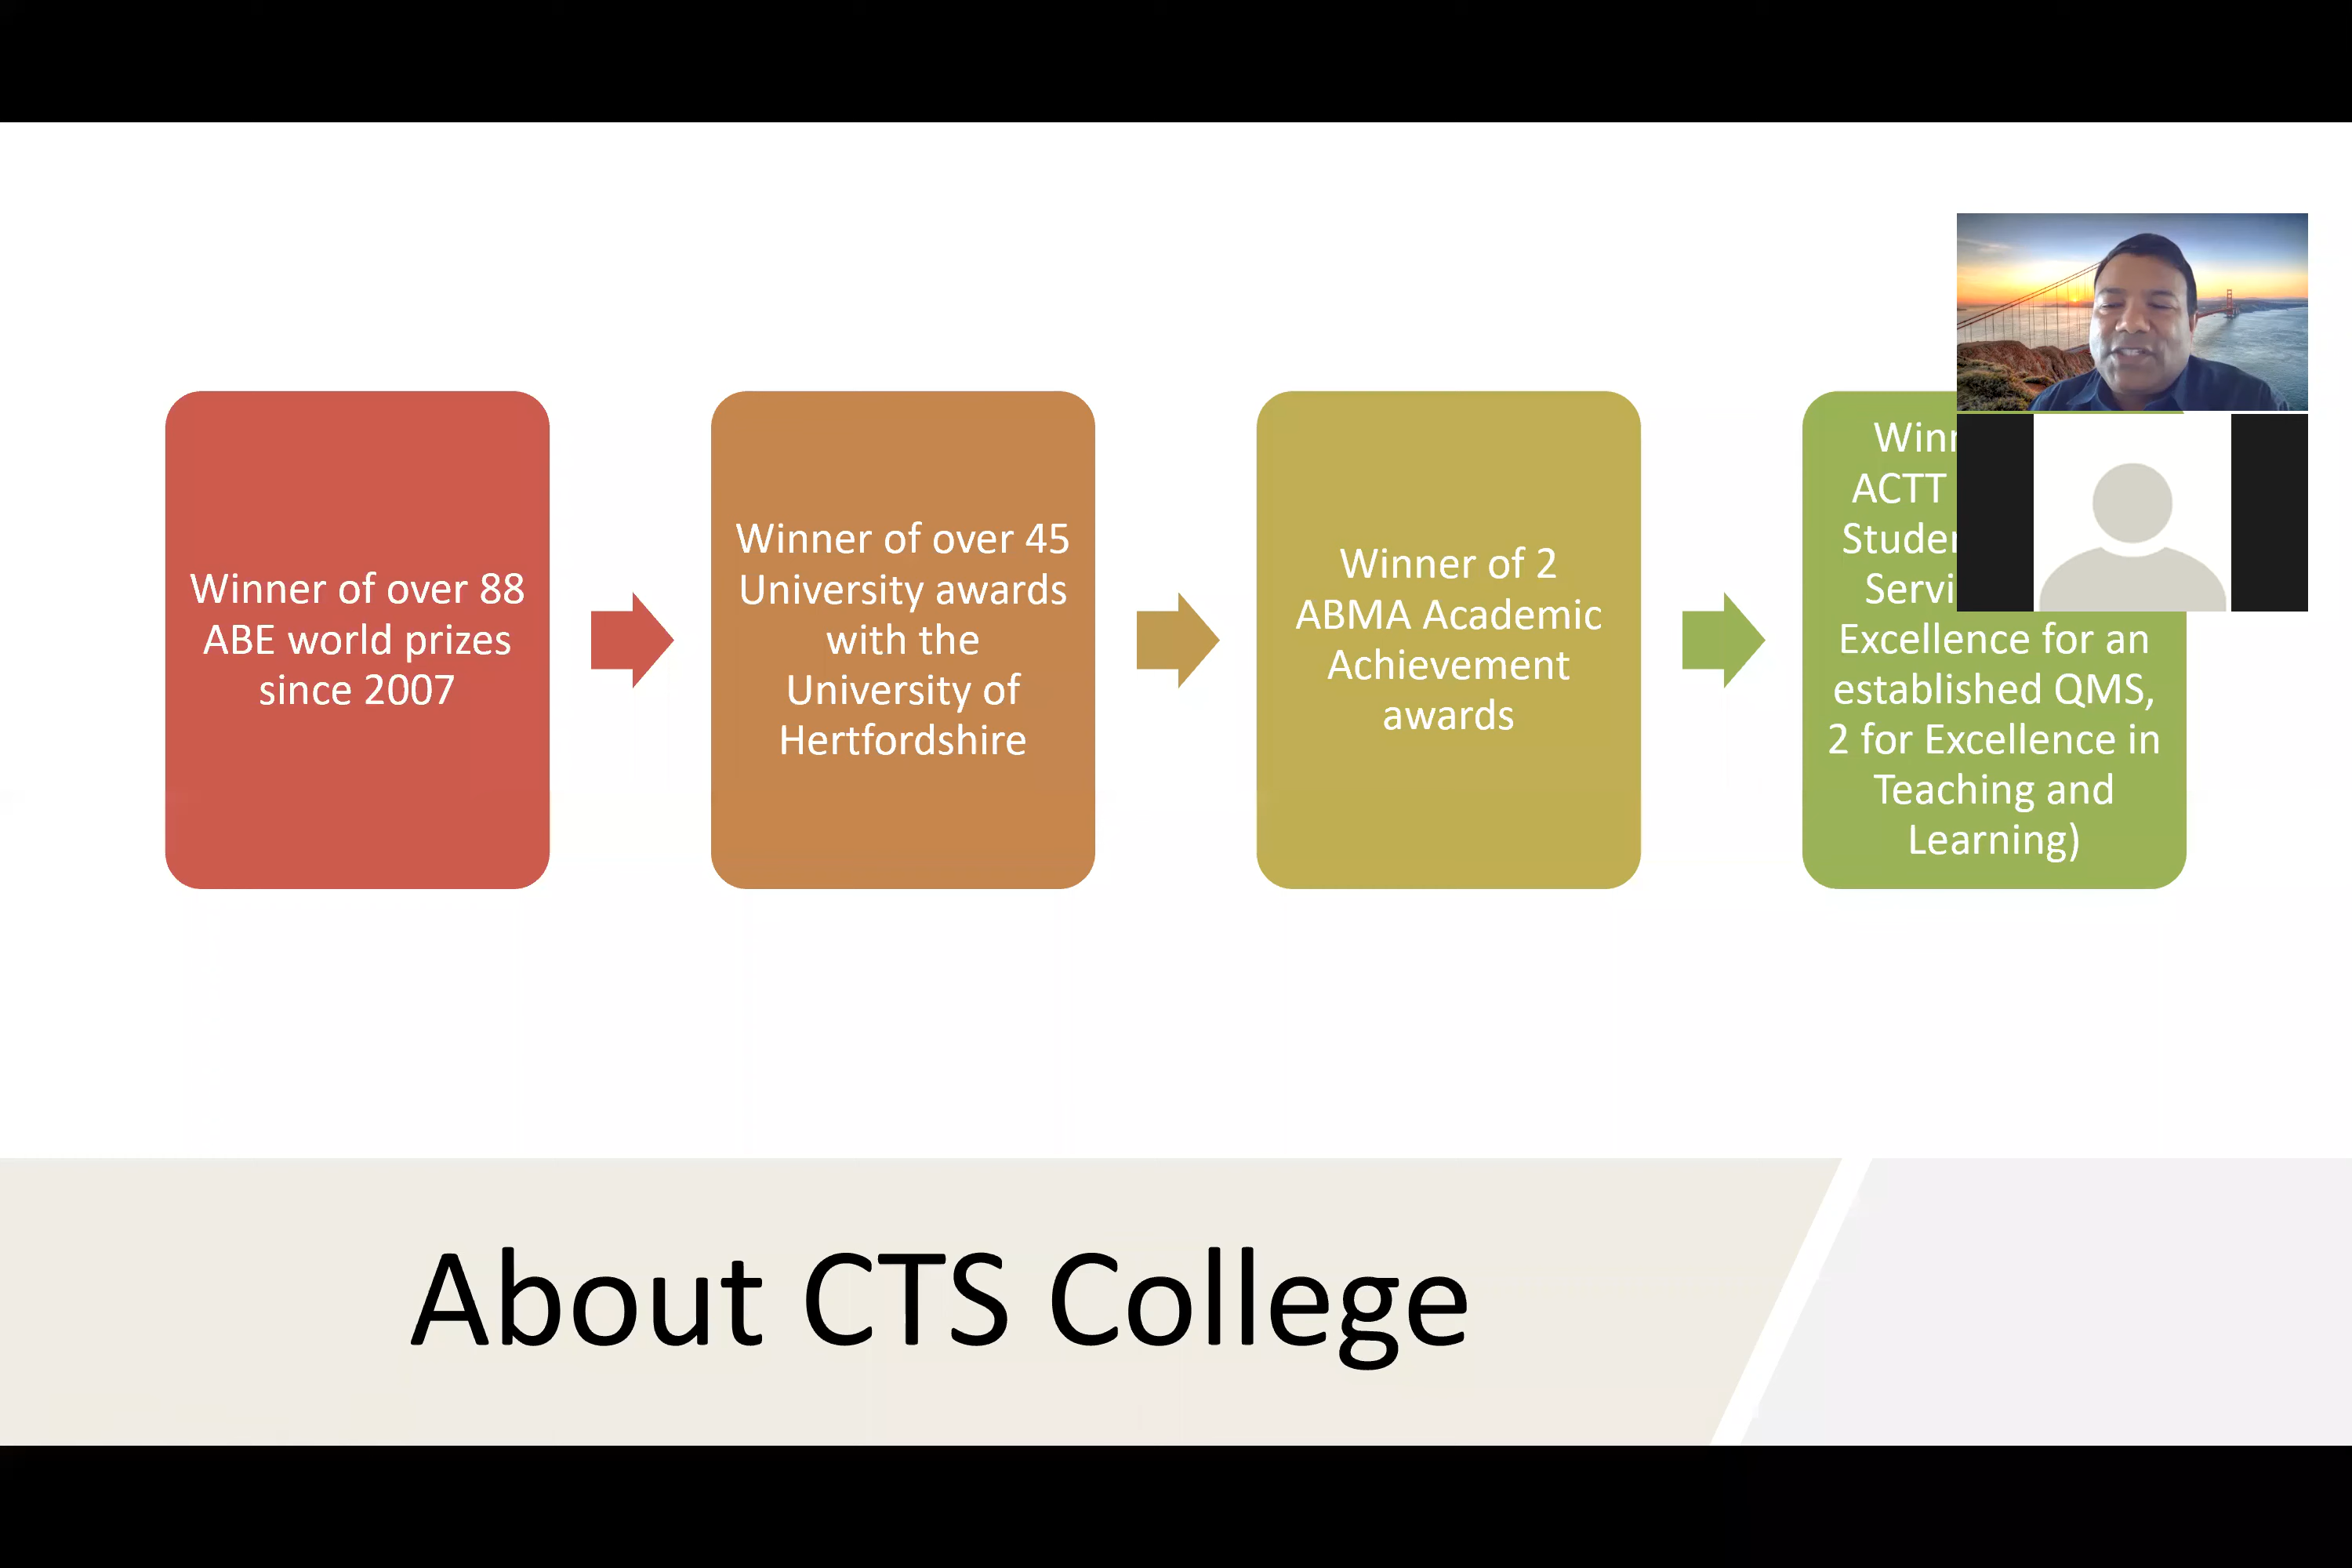 Winner of over 88
ABE world prizes
since 2007
Winner of over 45
University awards
with the
University of
Hertfordshire
Winner of 2
ABMA Academic
Achievement
awards
ACTT
Excellence for an
established QMS,
2 for Excellence in
Teaching and
Learning)
About CTS College